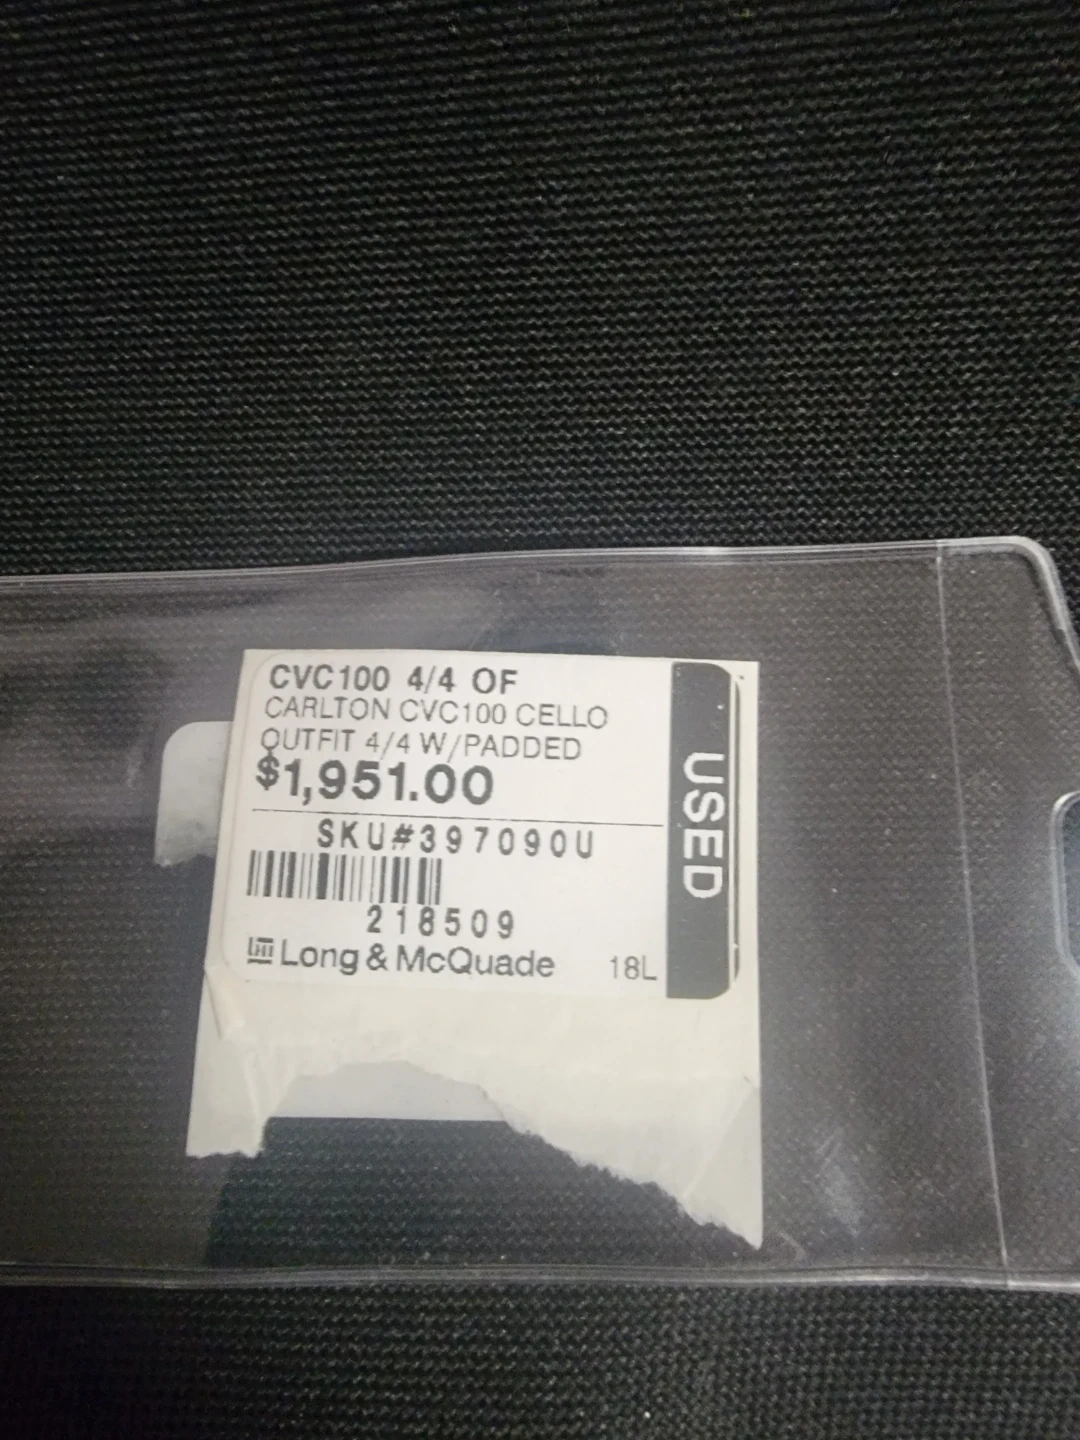 CVC100 4/4 OF
CARLTON CVC100 CELLO
OUTFIT 4/4 W/PADDED
$1,951.00
SKU#397090U
218509
Long & McQuade 18L
USED